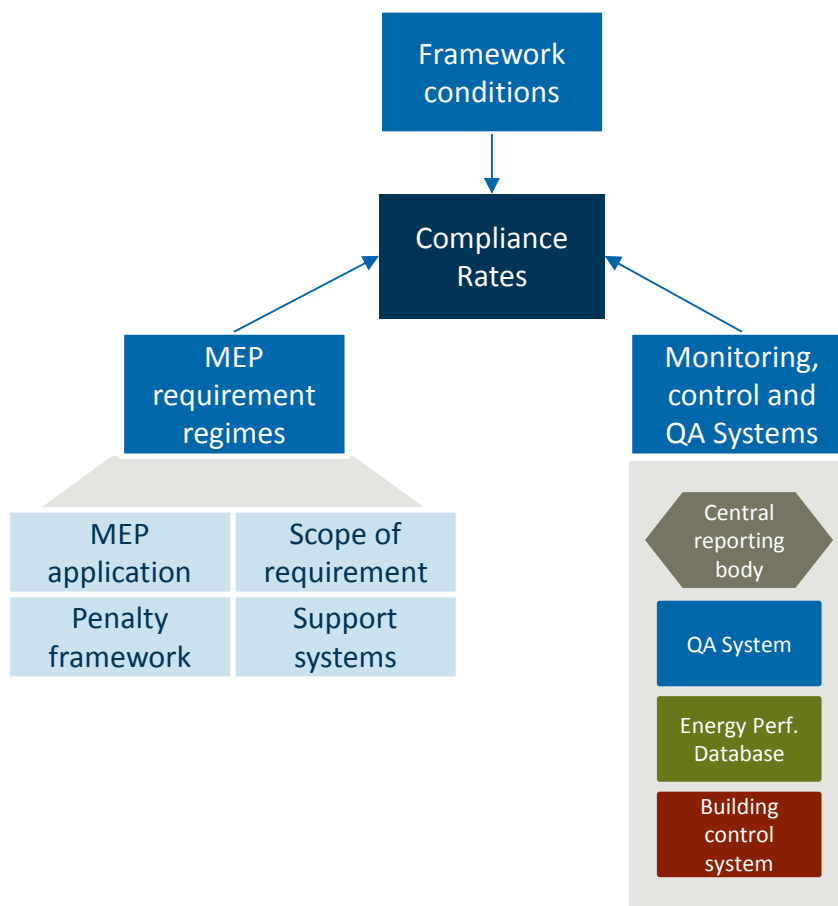 Framework
conditions
Compliance
Rates
MEP
requirement
regimes
Monitoring,
control and
QA Systems
MEP
application
Scope of
requirement
Penalty
framework
Support
systems
Central
reporting
body
QA System
Energy Perf.
Database
Building
control
system